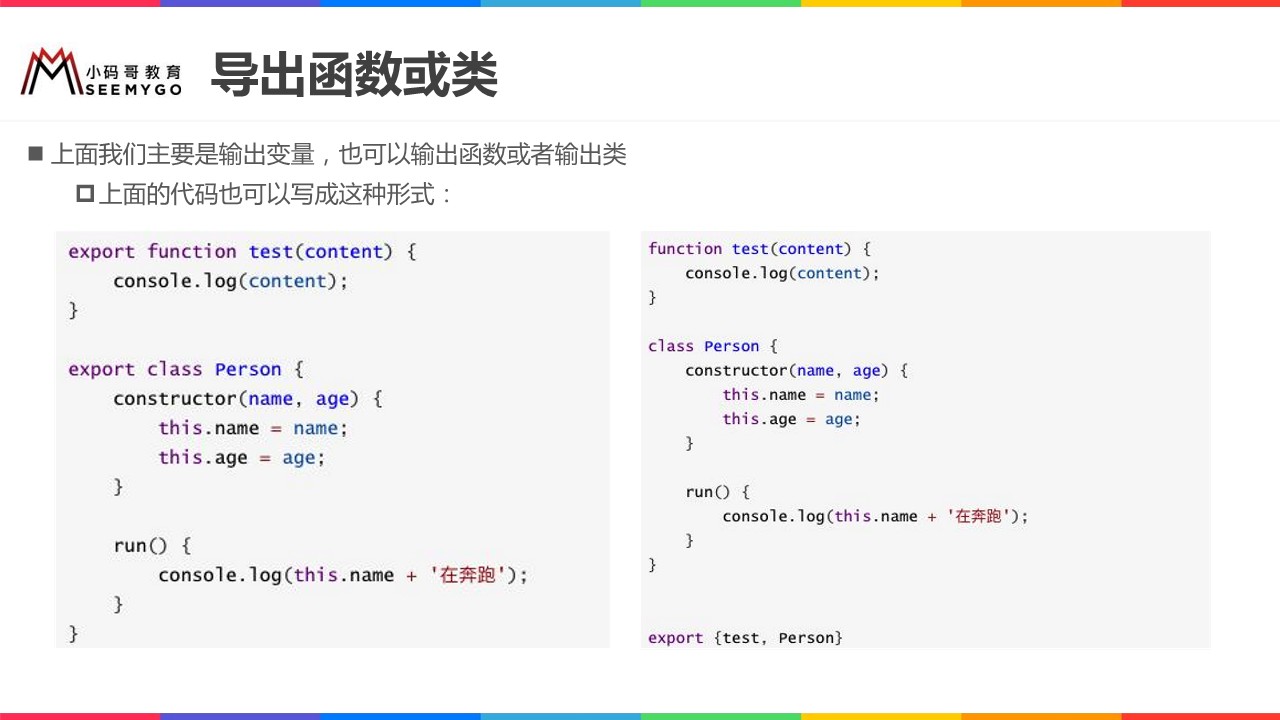 小码哥教育
SEEMYGO
导出函数或类
上面我们主要是输出变量，也可以输出函数或者输出类
上面的代码也可以写成这种形式：
export function test(content) {
    console.log(content);
}

export class Person {
    constructor(name, age) {
        this.name = name;
        this.age = age;
    }

    run() {
        console.log(this.name + '在奔跑');
    }
}
function test(content) {
    console.log(content);
}

class Person {
    constructor(name, age) {
        this.name = name;
        this.age = age;
    }

    run() {
        console.log(this.name + '在奔跑');
    }
}

export {test, Person}